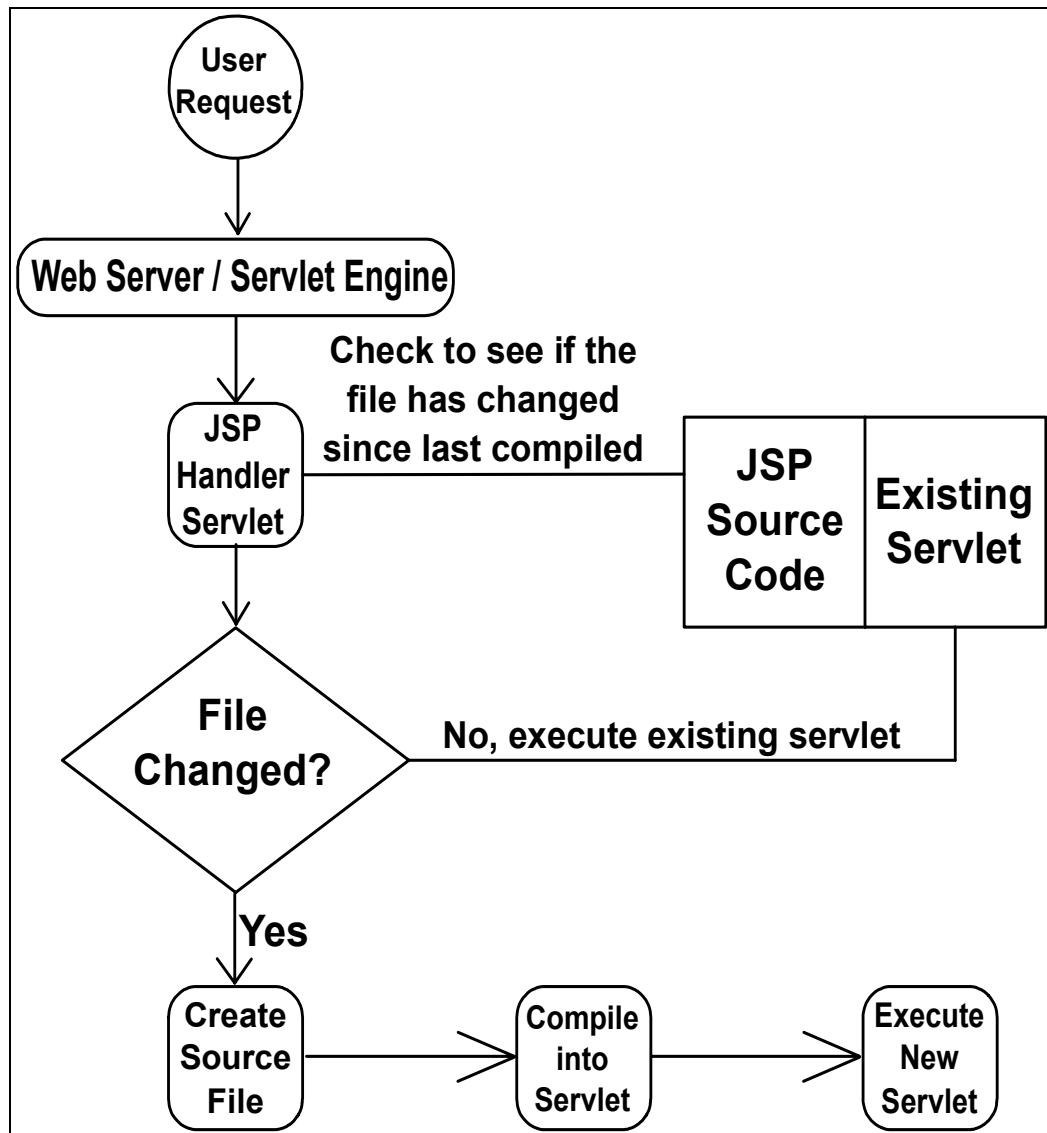 User
Request
Web Server / Servlet Engine
Check to see if the
file has changed
since last compiled
JSP
Handler
Servlet
JSP
Source
Code
Existing
Servlet
File
Changed?
No, execute existing servlet
Yes
Create
Source
File
Compile
into
Servlet
Execute
New
Servlet